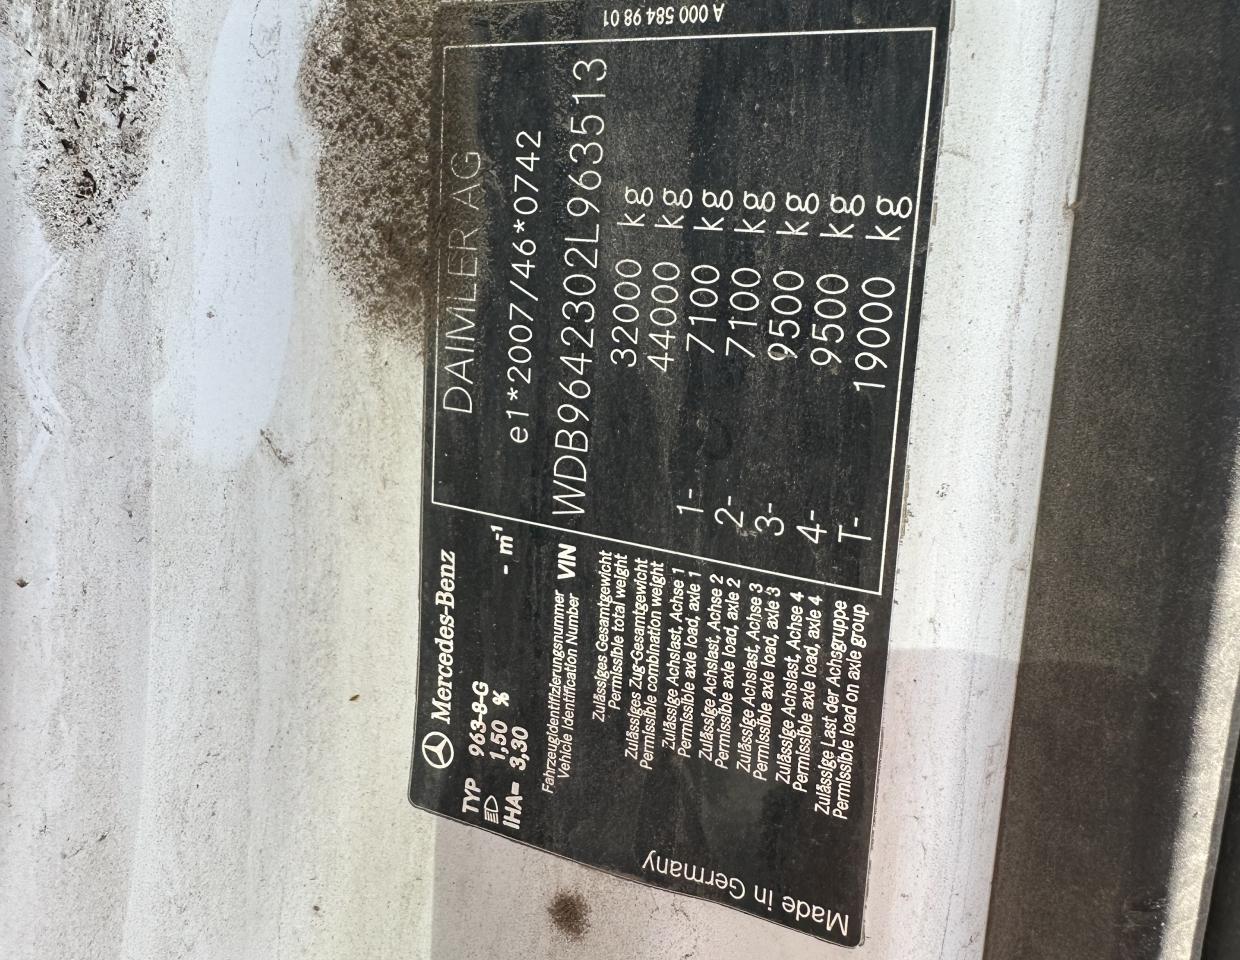 Mercedes-Benz
TYP 963-8-G
1,50 %
iHA= 3,30 - m-1
DAIMLER AG
e1*2007/46*0742
Fahrzeugidentifizierungsnummer
Vehicle Identification Number VIN WDB9642302L963513
Zulässiges Gesamtgewicht
Permissible total weight 32000 kg
Zulässiges Zug-Gesamtgewicht
Permissible combination weight 44000 kg
Zulässige Achslast, Achse 1
Permissible axle load, axle 1 1- 7100 kg
Zulässige Achslast, Achse 2
Permissible axle load, axle 2 2- 7100 kg
Zulässige Achslast, Achse 3
Permissible axle load, axle 3 3- 9500 kg
Zulässige Achslast, Achse 4
Permissible axle load, axle 4 4- 9500 kg
Zulässige Last der Achsgruppe
Permissible load on axle group T- 19000 kg
Made in Germany
A 000 584 98 01